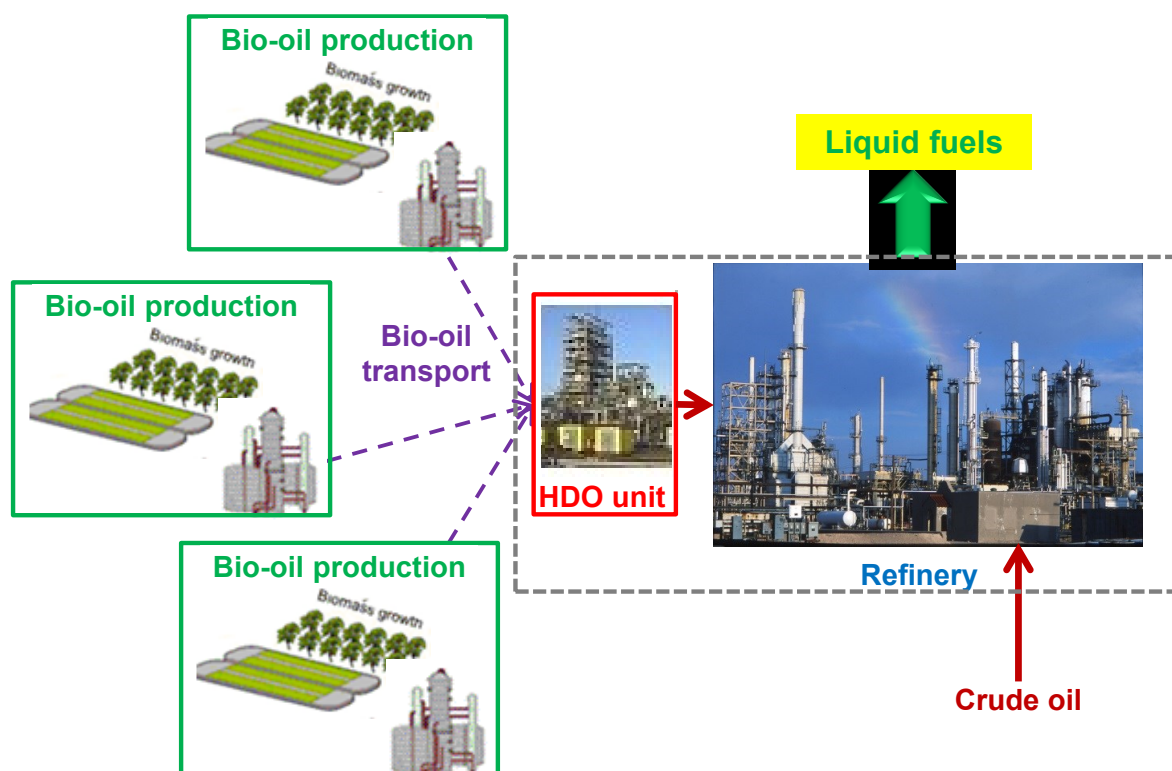 Bio-oil production
Biomass growth
Liquid fuels
Bio-oil production
Biomass growth
Bio-oil
transport
HDO unit
Refinery
Bio-oil production
Biomass growth
Crude oil